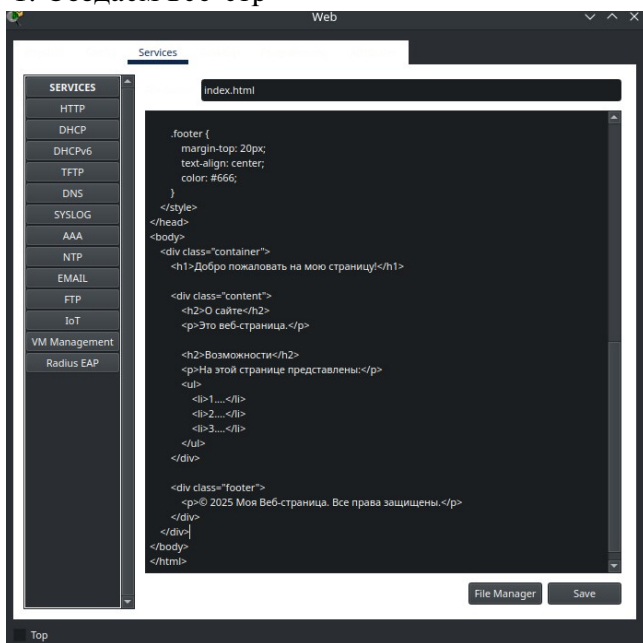 Web
Services
SERVICES
HTTP
DHCP
DHCPv6
TFTP
DNS
SYSLOG
AAA
NTP
EMAIL
FTP
IoT
VM Management
Radius EAP
index.html
.footer {
margin-top: 20px;
text-align: center;
color: #666;
}
</style>
</head>
<body>
<div class="container">
<h1>Добро пожаловать на мою страницу!</h1>
<div class="content">
<h2>О сайте</h2>
<p>Это веб-страница.</p>
<h2>Возможности</h2>
<p>На этой странице представлены:</p>
<ul>
<li>1....</li>
<li>2....</li>
<li>3....</li>
</ul>
</div>
<div class="footer">
<p>© 2025 Моя Веб-страница. Все права защищены.</p>
</div>
</div>
</body>
</html>
File Manager
Save
Top